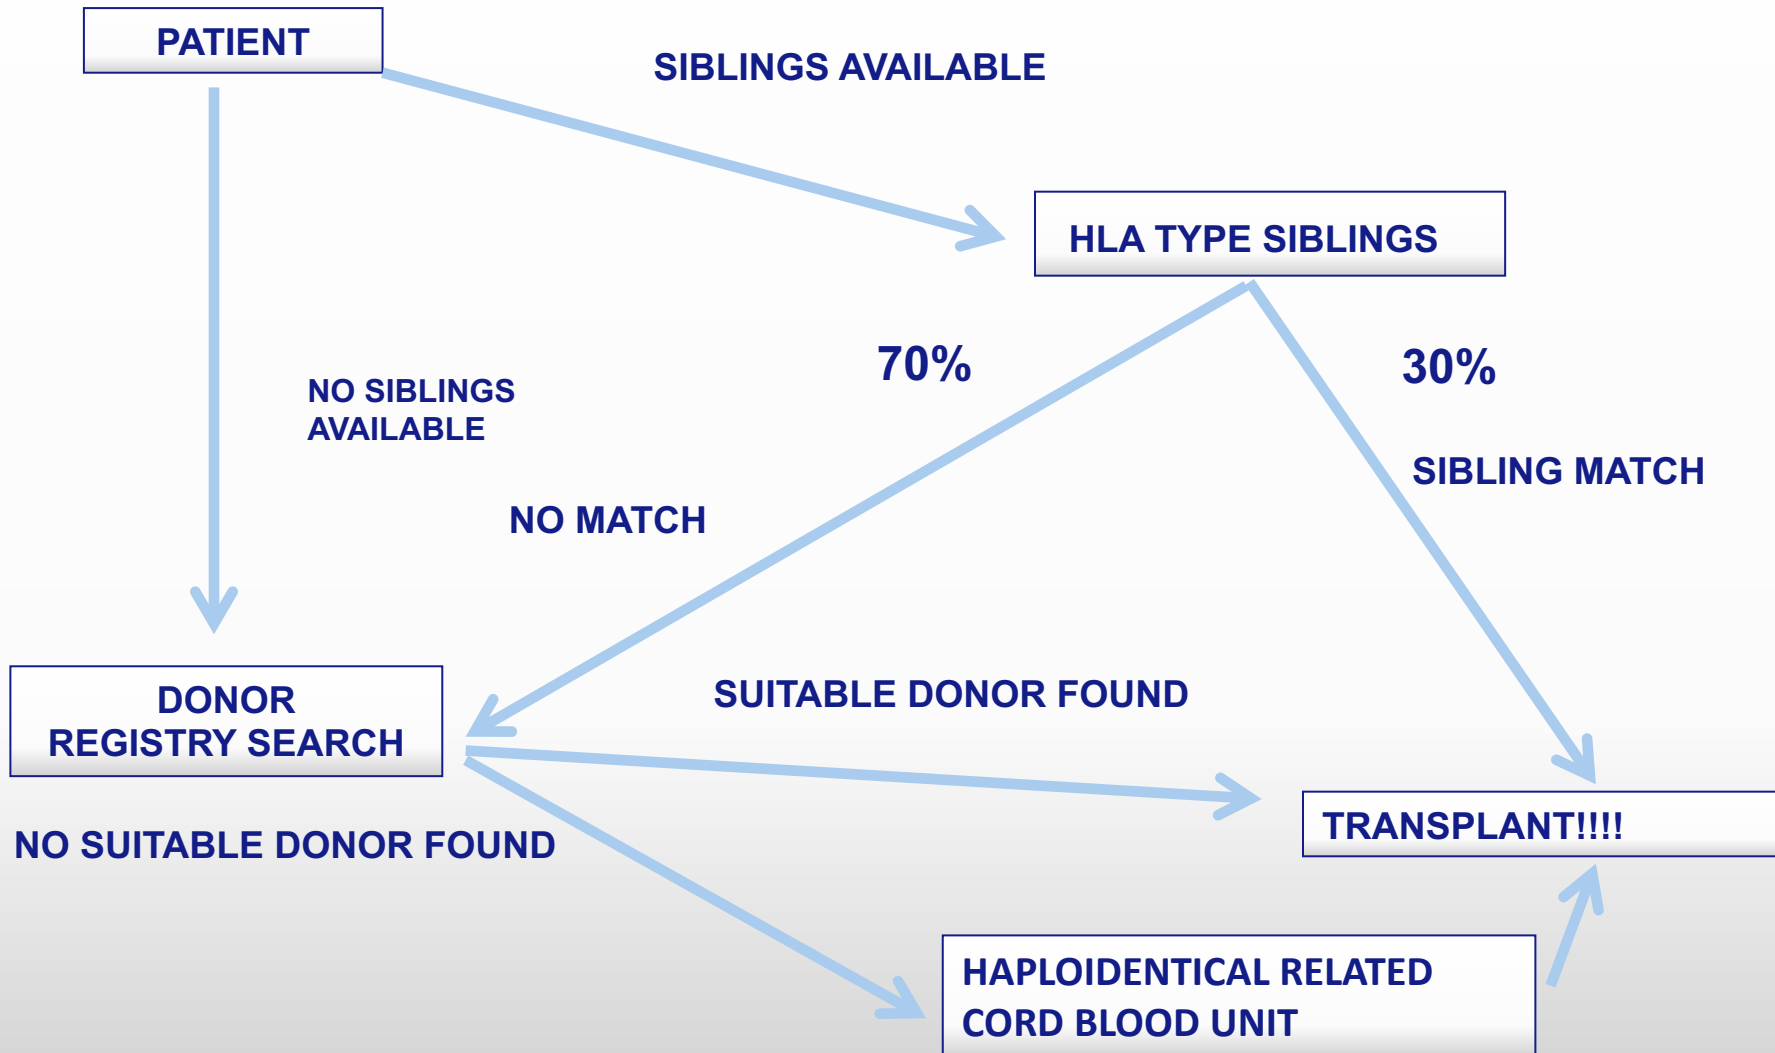 PATIENT
SIBLINGS AVAILABLE
HLA TYPE SIBLINGS
70%
30%
NO SIBLINGS
AVAILABLE
SIBLING MATCH
NO MATCH
DONOR
REGISTRY SEARCH
SUITABLE DONOR FOUND
TRANSPLANT!!!!
NO SUITABLE DONOR FOUND
HAPLOIDENTICAL RELATED
CORD BLOOD UNIT